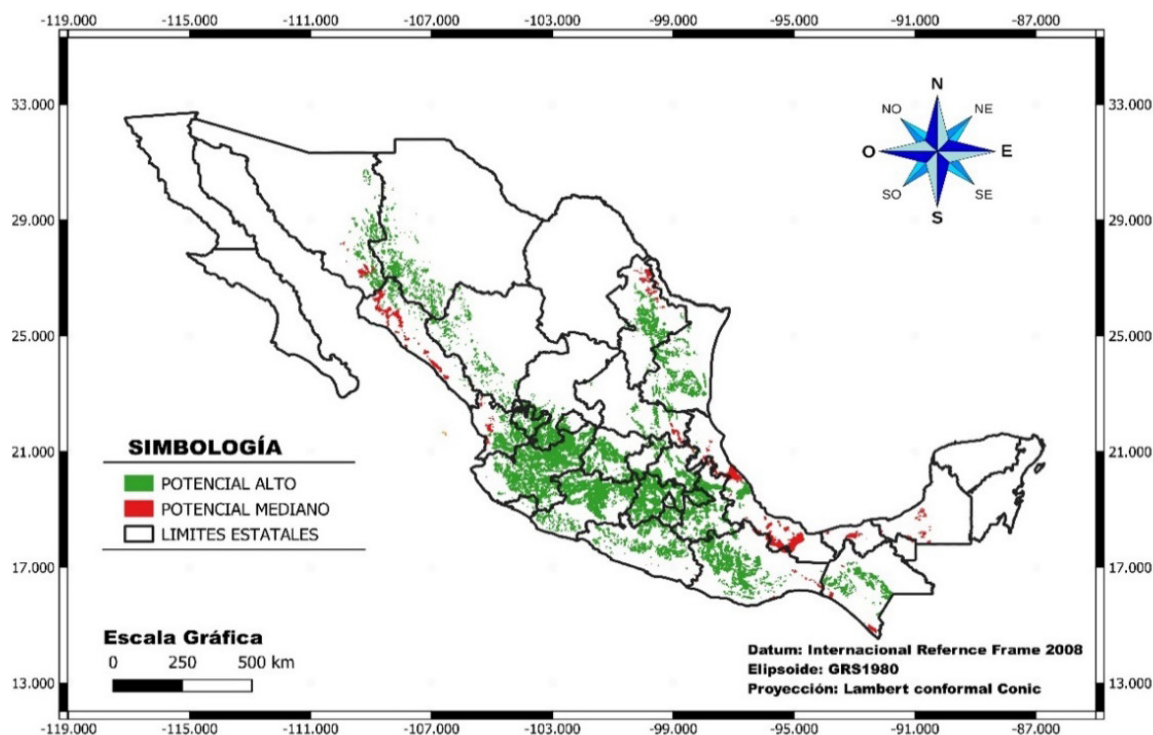 -119.000 -115.000 -111.000 -107.000 -103.000 -99.000 -95.000 -91.000 -87.000
33.000 33.000
N
NO NE
O E
SO SE
S
29.000 29.000
25.000 25.000
21.000 21.000
SIMBOLOGÍA
POTENCIAL ALTO
POTENCIAL MEDIANO
LIMITES ESTATALES
17.000 17.000
Escala Gráfica
0 250 500 km
Datum: Internacional Refernce Frame 2008
Elipsoide: GRS1980
Proyección: Lambert conformal Conic
13.000 13.000
-119.000 -115.000 -111.000 -107.000 -103.000 -99.000 -95.000 -91.000 -87.000